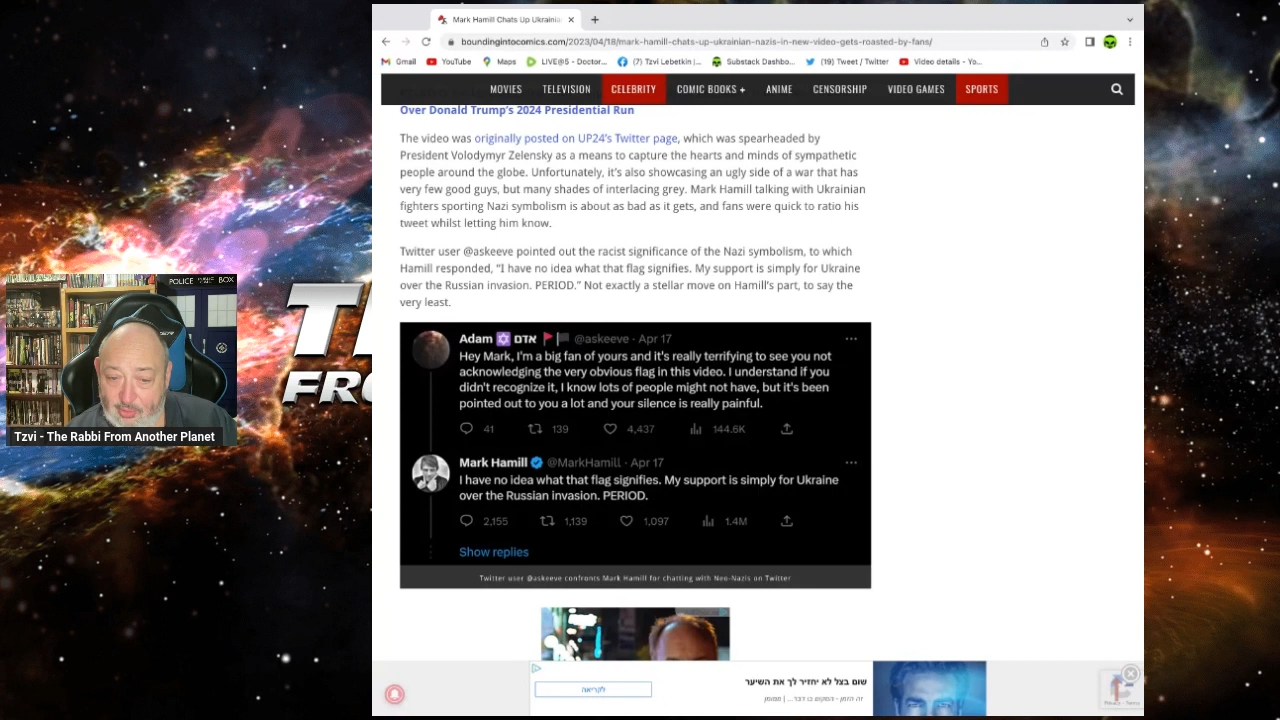 Mark Hamill Chats Up Ukrainia
boundingintocomics.com/2023/04/18/mark-hamill-chats-up-ukrainian-nazis-in-new-video-gets-roasted-by-fans/
Gmail YouTube Maps LIVE@5 - Doctor... (7) Tzvi Lebetkin |... Substack Dashbo... (19) Tweet / Twitter Video details - Yo...
MOVIES TELEVISION CELEBRITY COMIC BOOKS + ANIME CENSORSHIP VIDEO GAMES SPORTS
Over Donald Trump's 2024 Presidential Run
The video was originally posted on UP24's Twitter page, which was spearheaded by
President Volodymyr Zelensky as a means to capture the hearts and minds of sympathetic
people around the globe. Unfortunately, it's also showcasing an ugly side of a war that has
very few good guys, but many shades of interlacing grey. Mark Hamill talking with Ukrainian
fighters sporting Nazi symbolism is about as bad as it gets, and fans were quick to ratio his
tweet whilst letting him know.
Twitter user @askeeve pointed out the racist significance of the Nazi symbolism, to which
Hamill responded, “I have no idea what that flag signifies. My support is simply for Ukraine
over the Russian invasion. PERIOD.” Not exactly a stellar move on Hamill's part, to say the
very least.
Adam אדם @askeeve · Apr 17
Hey Mark, I'm a big fan of yours and it's really terrifying to see you not
acknowledging the very obvious flag in this video. I understand if you
didn't recognize it, I know lots of people might not have, but it's been
pointed out to you a lot and your silence is really painful.
41 139 4,437 144.6K
Mark Hamill @MarkHamill · Apr 17
I have no idea what that flag signifies. My support is simply for Ukraine
over the Russian invasion. PERIOD.
2,155 1,139 1,097 1.4M
Show replies
Twitter user @askeeve confronts Mark Hamill for chatting with Neo-Nazis on Twitter
שום בצל לא יחזיר לך את השיער
לקריאה
Privacy - Terms
POLICE BOX
T
FRO
Tzvi - The Rabbi From Another Planet